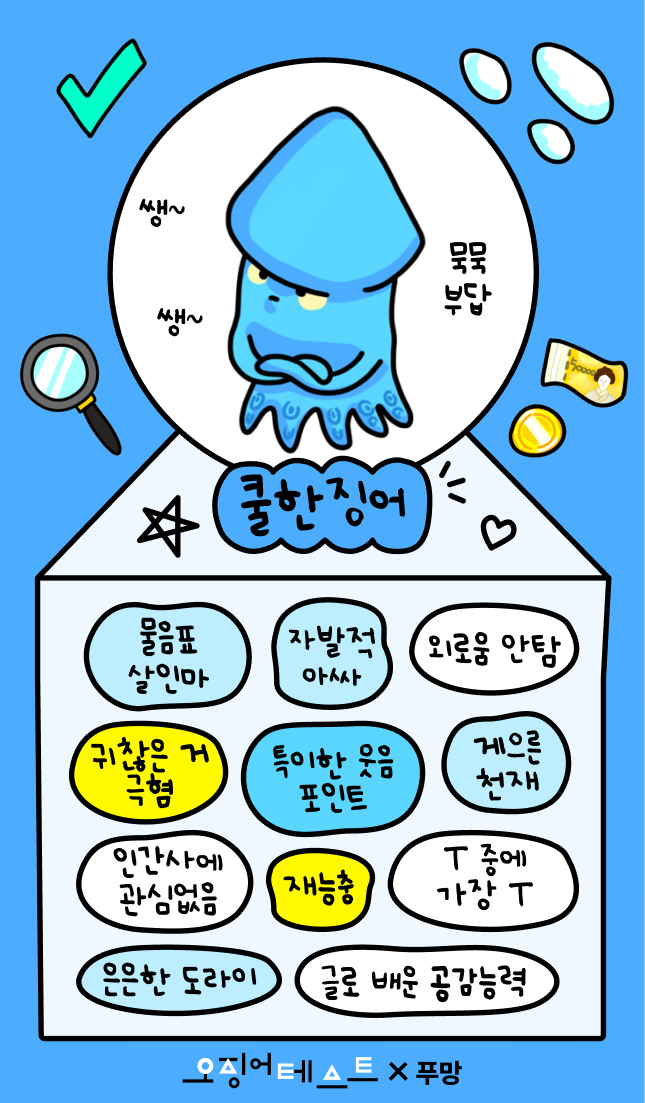 쌩~
묵묵
부답
쌩~
50000
쿨한징어
물음표
살인마
자발적
아싸
외로움 안탐
귀찮은 거
극혐
특이한 웃음
포인트
게으른
천재
인간사에
관심없음
재능충
T 중에
가장 T
은은한 도라이
글로 배운 공감능력
오징어테스트 × 푸망